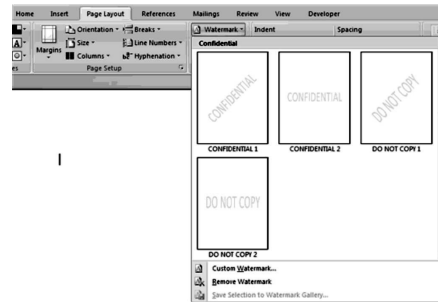 Home Insert Page Layout References Mailings Review View Developer
Orientation Breaks Watermark Indent Spacing
Margins Size Line Numbers
Columns Hyphenation
Page Setup
Confidential
CONFIDENTIAL CONFIDENTIAL DO NOT COPY
CONFIDENTIAL 1 CONFIDENTIAL 2 DO NOT COPY 1
DO NOT COPY
DO NOT COPY 2
Custom Watermark...
Remove Watermark
Save Selection to Watermark Gallery...